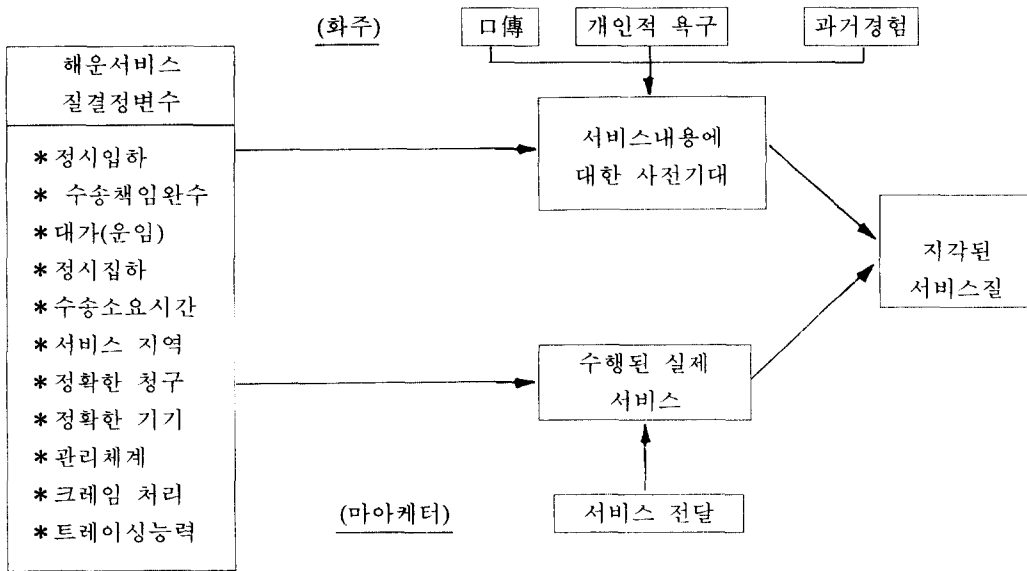 (화주)
口傳
개인적 욕구
과거경험
해운서비스
질결정변수
* 정시입하
* 수송책임완수
* 대가(운임)
* 정시집하
* 수송소요시간
* 서비스 지역
* 정확한 청구
* 정확한 기기
* 관리체계
* 크레임 처리
* 트레이싱능력
서비스내용에
대한 사전기대
지각된
서비스질
수행된 실제
서비스
(마아케터)
서비스 전달